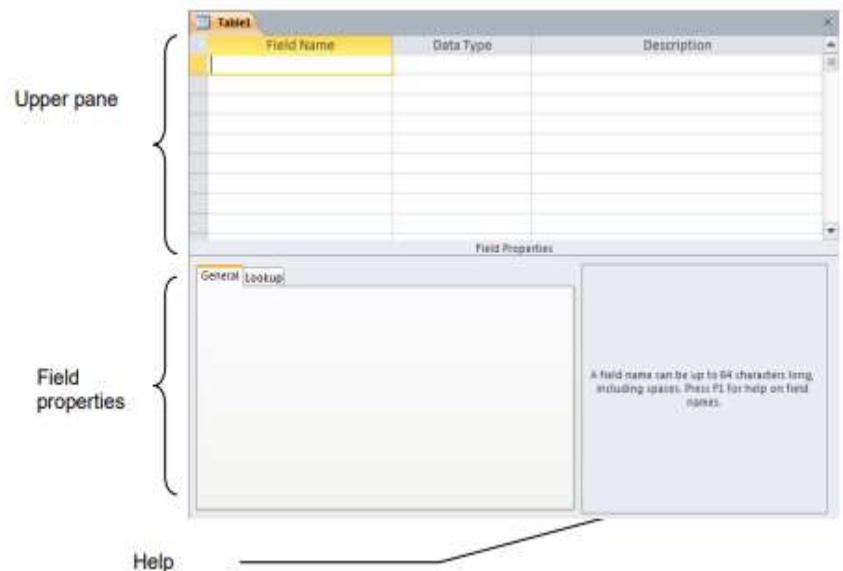 Table1
Field Name Data Type Description
Upper pane
Field Properties
General Lookup
Field
properties
A field name can be up to 64 characters long,
including spaces. Press F1 for help on field
names.
Help